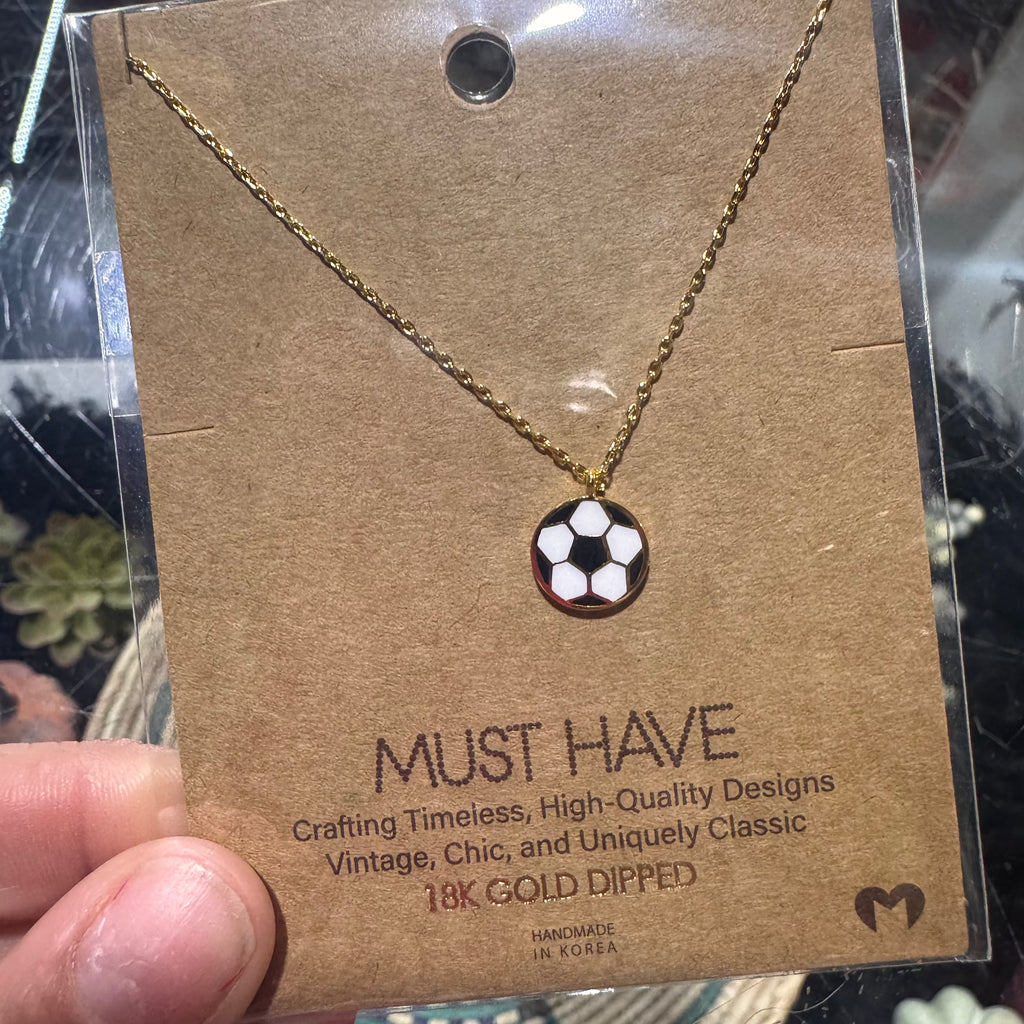 MUST HAVE
Crafting Timeless, High-Quality Designs
Vintage, Chic, and Uniquely Classic
18K GOLD DIPPED
HANDMADE
IN KOREA
M